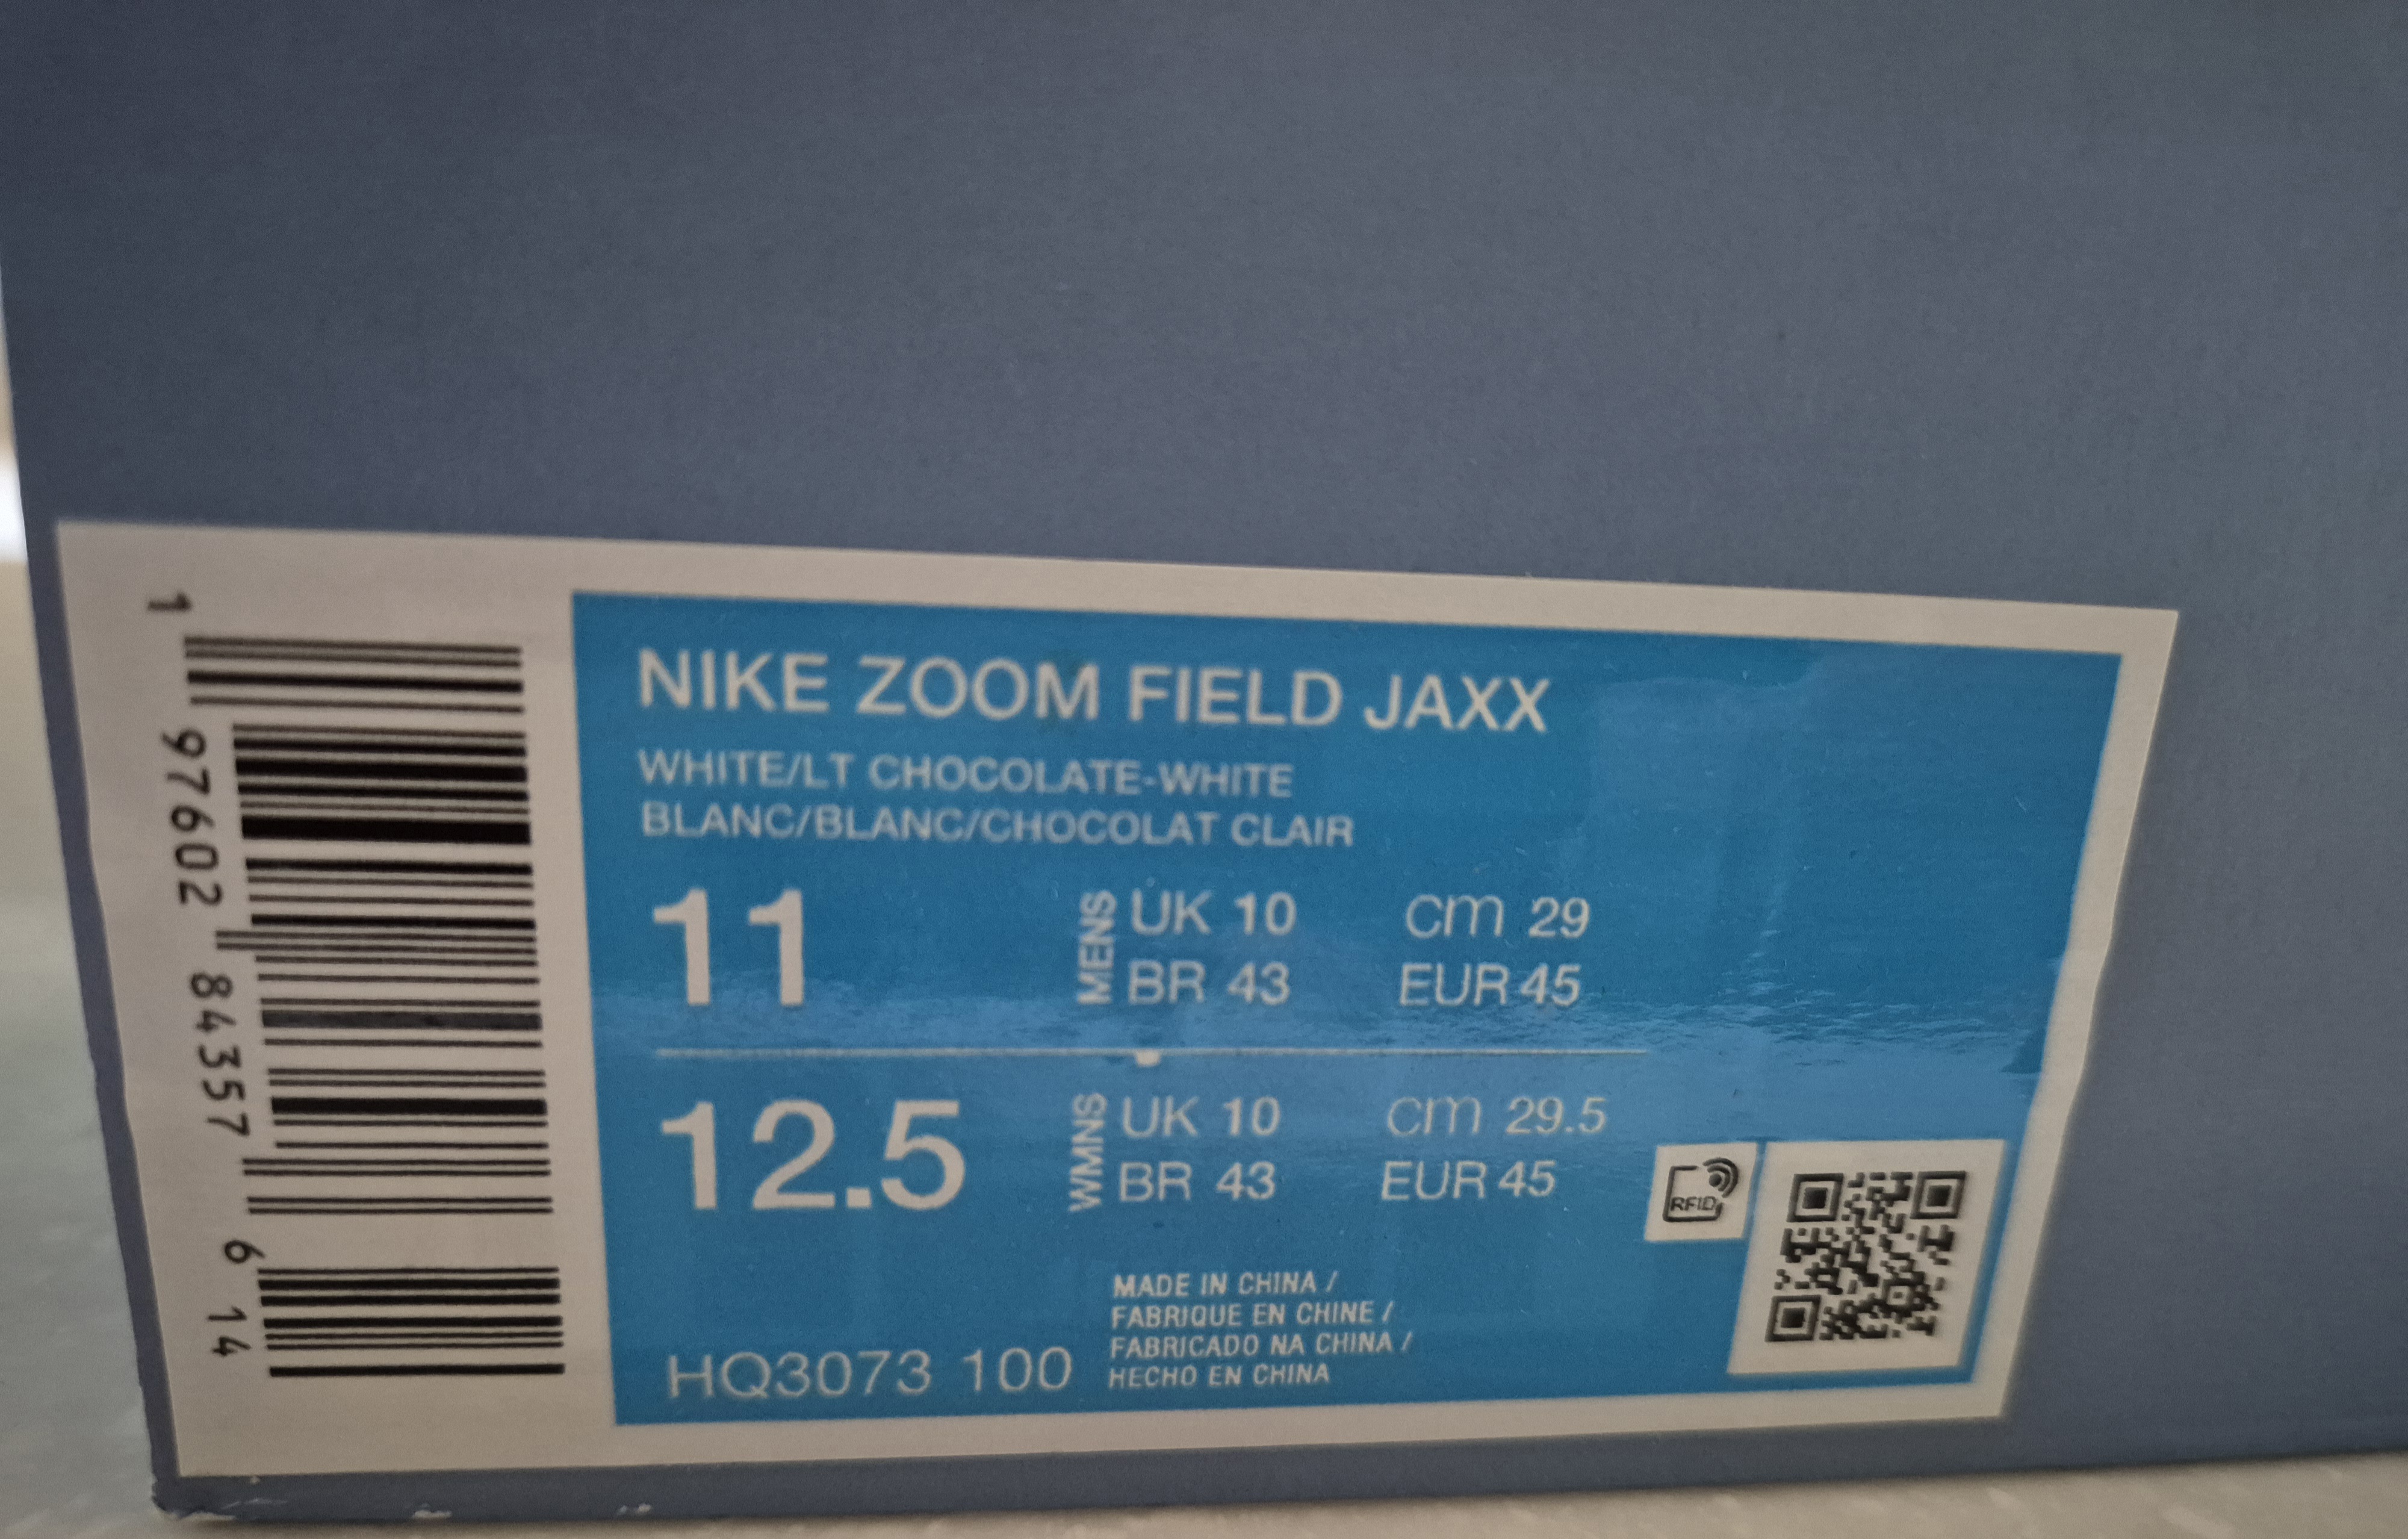 1 97602 84357 6 14
NIKE ZOOM FIELD JAXX
WHITE/LT CHOCOLATE-WHITE
BLANC/BLANC/CHOCOLAT CLAIR
11 MENS UK 10 cm 29
BR 43 EUR 45
12.5 WMNS UK 10 cm 29.5
BR 43 EUR 45
RFID
MADE IN CHINA /
FABRIQUE EN CHINE /
FABRICADO NA CHINA /
HECHO EN CHINA
HQ3073 100